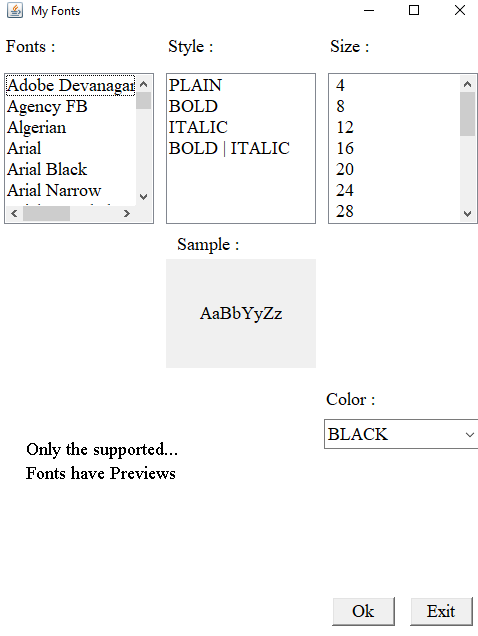 My Fonts
Fonts :
Style :
Size :
Adobe Devanagar
Agency FB
Algerian
Arial
Arial Black
Arial Narrow
PLAIN
BOLD
ITALIC
BOLD | ITALIC
4
8
12
16
20
24
28
Sample :
AaBbYyZz
Color :
BLACK
Only the supported...
Fonts have Previews
Ok
Exit